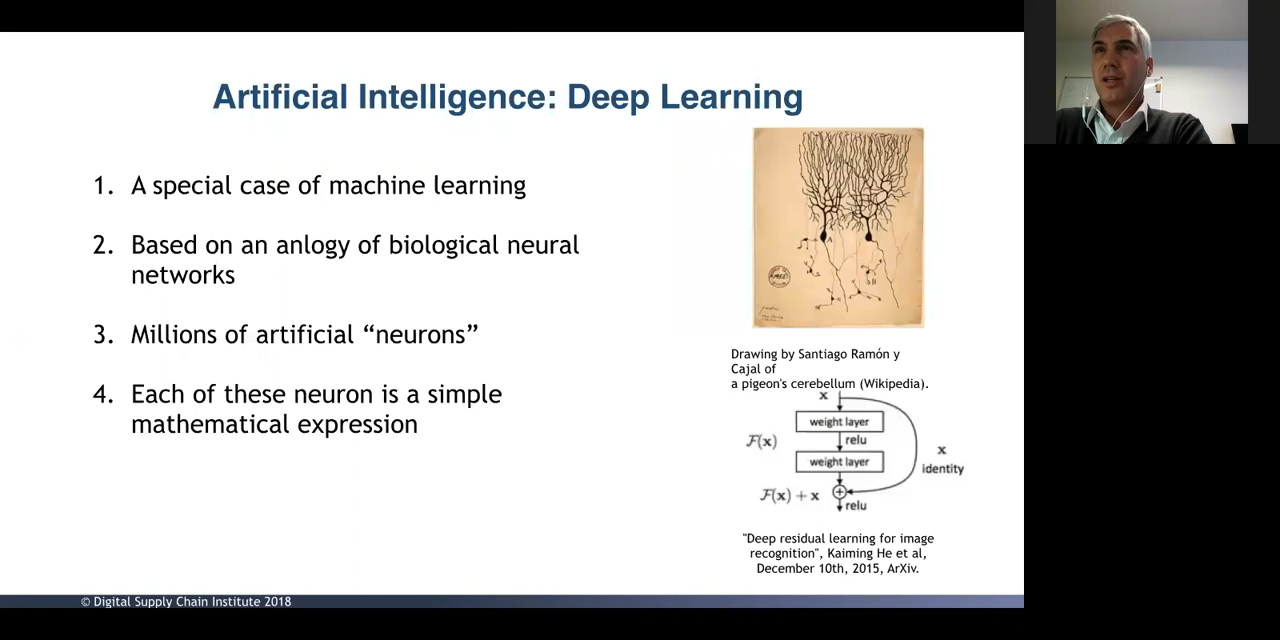 Artificial Intelligence: Deep Learning
1. A special case of machine learning
2. Based on an anlogy of biological neural
networks
3. Millions of artificial “neurons”
4. Each of these neuron is a simple
mathematical expression
Drawing by Santiago Ramón y
Cajal of
a pigeon's cerebellum (Wikipedia).
x
weight layer
F(x)
relu
x
weight layer
identity
F(x) + x
relu
"Deep residual learning for image
recognition", Kaiming He et al,
December 10th, 2015, ArXiv.
© Digital Supply Chain Institute 2018